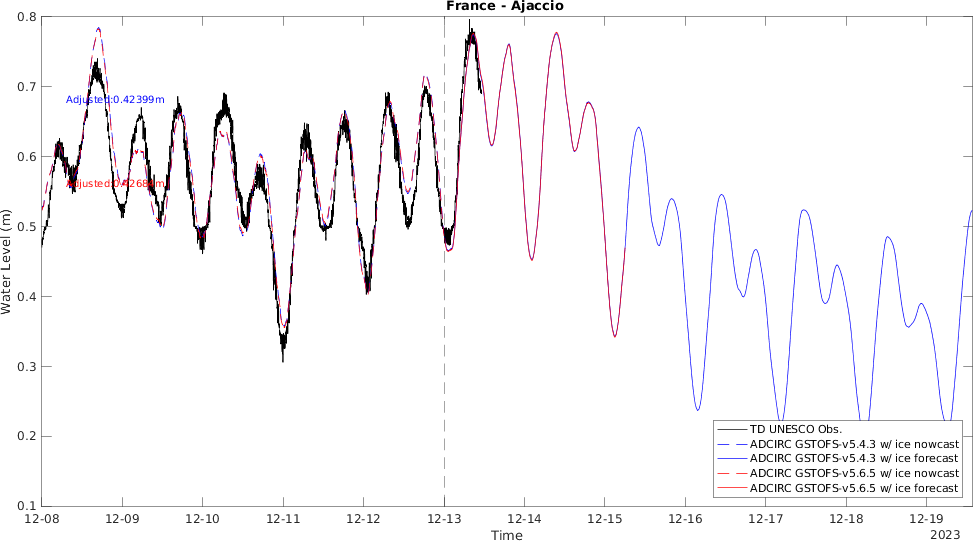 France - Ajaccio
0.8
0.7
0.6
0.5
0.4
0.3
0.2
0.1
Water Level (m)
Adjusted:0.42399m
TD UNESCO Obs.
ADCIRC GSTOFS-v5.4.3 w/ ice nowcast
ADCIRC GSTOFS-v5.4.3 w/ ice forecast
ADCIRC GSTOFS-v5.6.5 w/ ice nowcast
ADCIRC GSTOFS-v5.6.5 w/ ice forecast
12-08 12-09 12-10 12-11 12-12 12-13 12-14 12-15 12-16 12-17 12-18 12-19
Time
2023